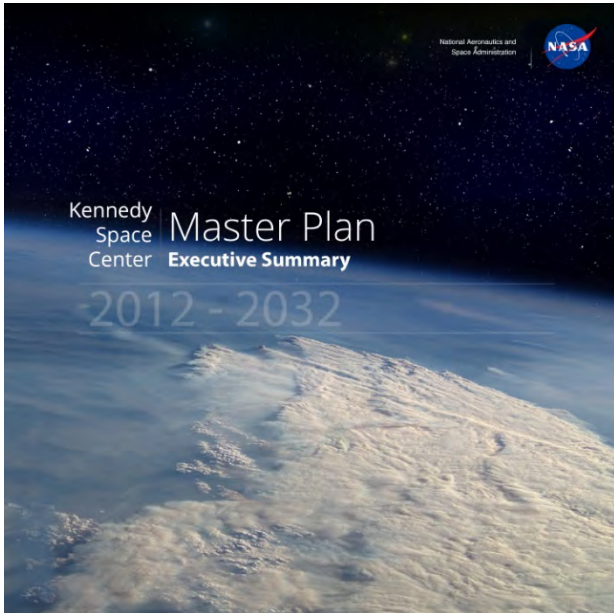 National Aeronautics and
Space Administration
NASA
Kennedy
Space
Center
Master Plan
Executive Summary
2012 - 2032